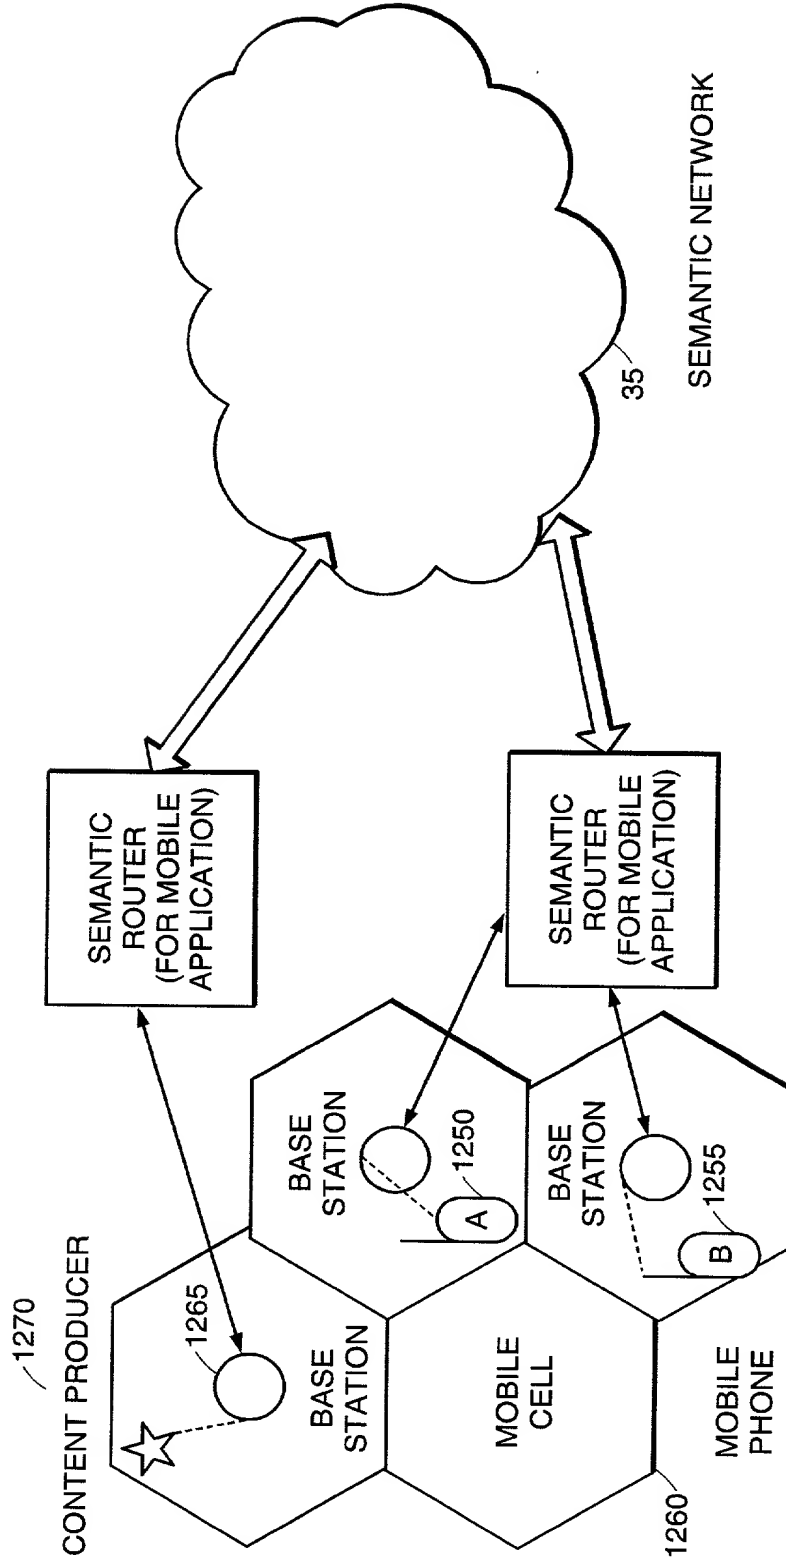 1270
CONTENT PRODUCER
1265
BASE
STATION
BASE
STATION
A
1250
MOBILE
CELL
BASE
STATION
B
1255
1260
MOBILE
PHONE
SEMANTIC
ROUTER
(FOR MOBILE
APPLICATION)
SEMANTIC
ROUTER
(FOR MOBILE
APPLICATION)
35
SEMANTIC NETWORK